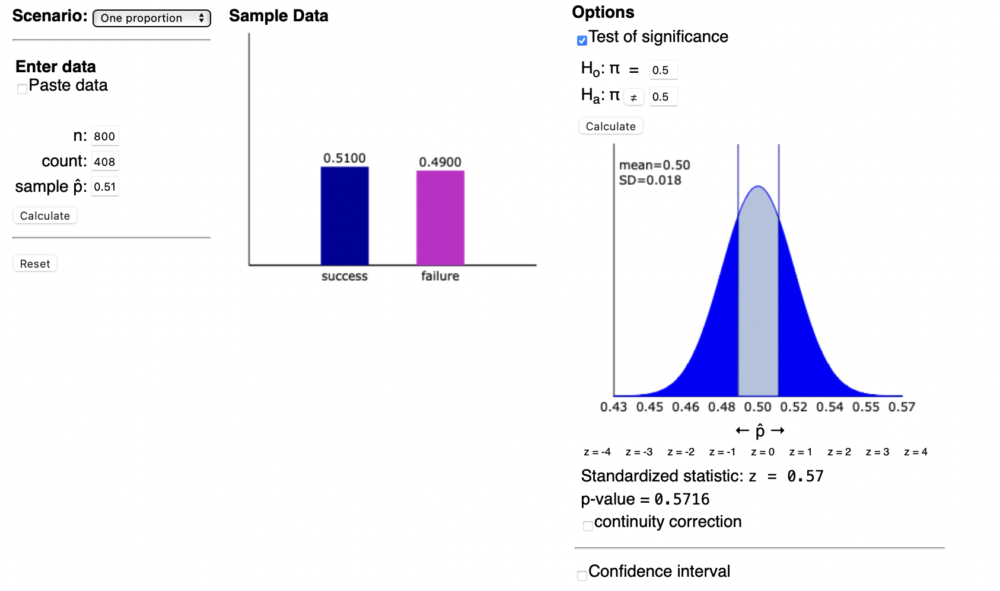 Scenario: One proportion
Enter data
Paste data
n: 800
count: 408
sample p̂: 0.51
Calculate
Reset
Sample Data
0.5100
0.4900
success
failure
Options
Test of significance
Ho: π = 0.5
Ha: π ≠ 0.5
Calculate
mean=0.50
SD=0.018
0.43 0.45 0.46 0.48 0.50 0.52 0.54 0.55 0.57
← p̂ →
z = -4 z = -3 z = -2 z = -1 z = 0 z = 1 z = 2 z = 3 z = 4
Standardized statistic: z = 0.57
p-value = 0.5716
continuity correction
Confidence interval